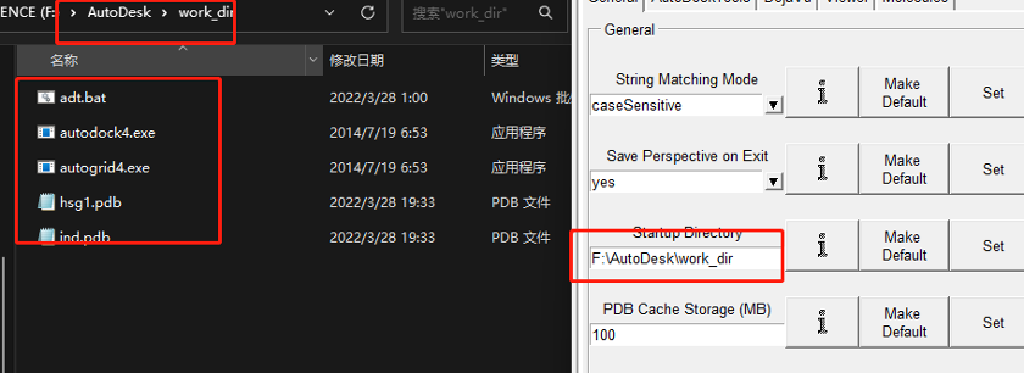 ENCE (F: > AutoDesk > work_dir
搜索"work_dir"
名称 修改日期 类型
adt.bat 2022/3/28 1:00 Windows 批
autodock4.exe 2014/7/19 6:53 应用程序
autogrid4.exe 2014/7/19 6:53 应用程序
hsg1.pdb 2022/3/28 19:33 PDB 文件
ind.pdb 2022/3/28 19:33 PDB 文件
General AutoDockTools DejaVu Viewer Molecules
General
String Matching Mode
caseSensitive
i
Make
Default
Set
Save Perspective on Exit
yes
i
Make
Default
Set
Startup Directory
F:\AutoDesk\work_dir
i
Make
Default
Set
PDB Cache Storage (MB)
100
i
Make
Default
Set